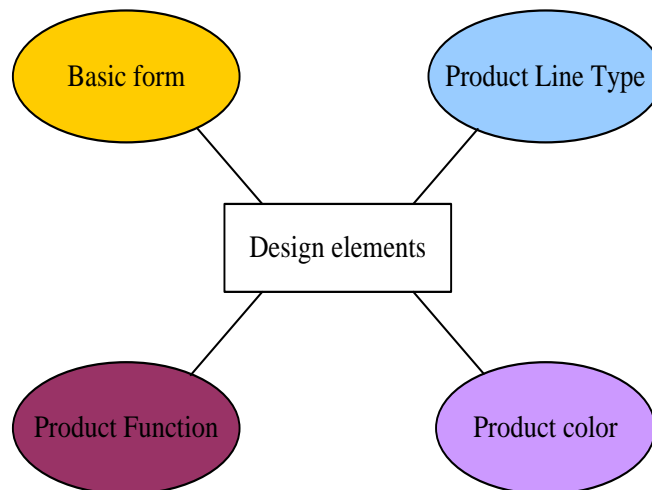 Basic form
Product Line Type
Design elements
Product Function
Product color